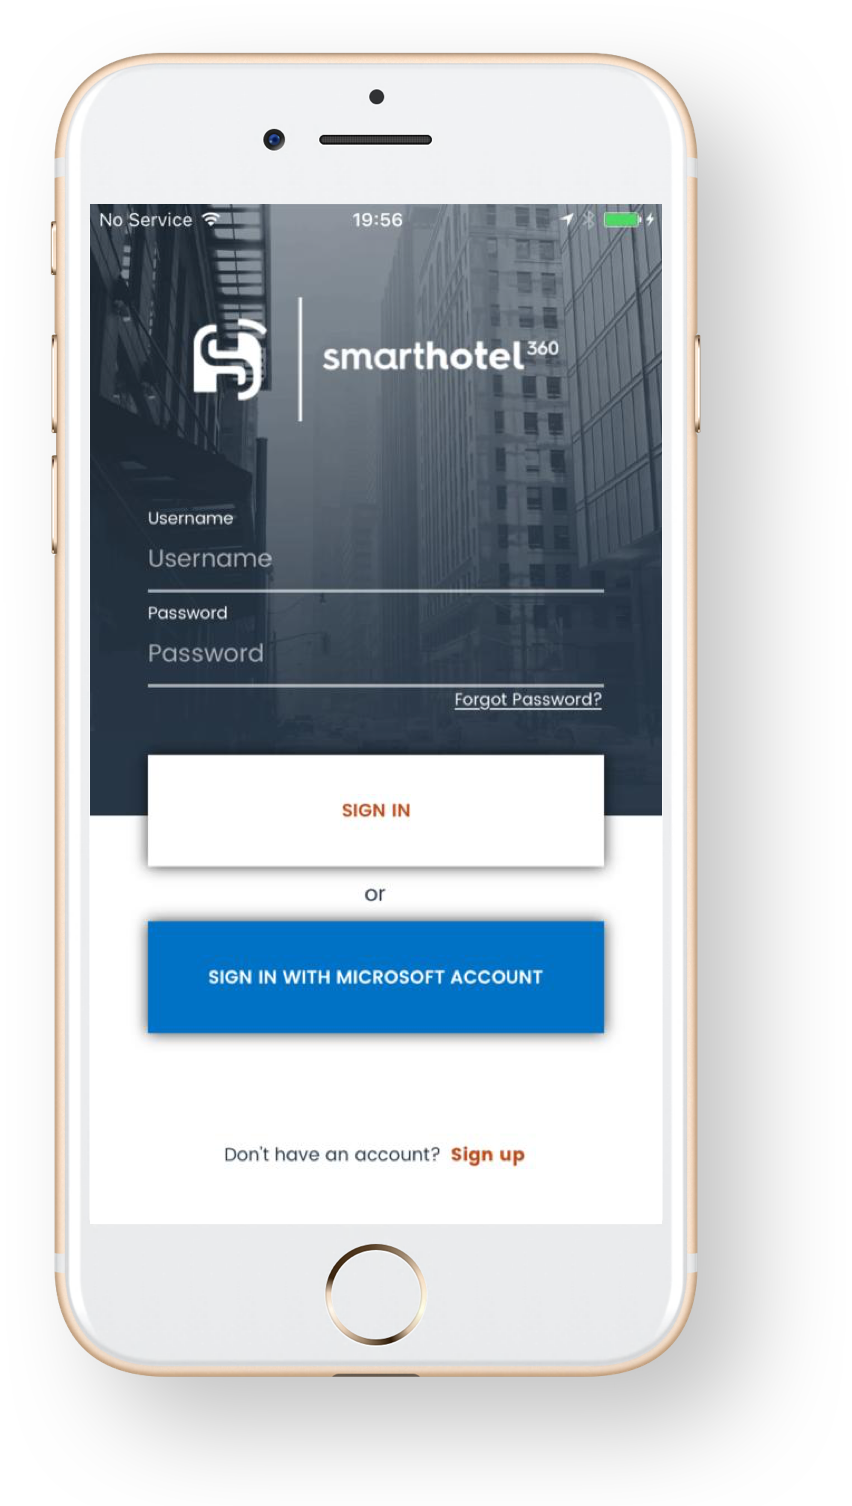 No Service 19:56
smarthotel360
Username
Username
Password
Password
Forgot Password?
SIGN IN
or
SIGN IN WITH MICROSOFT ACCOUNT
Don't have an account? Sign up